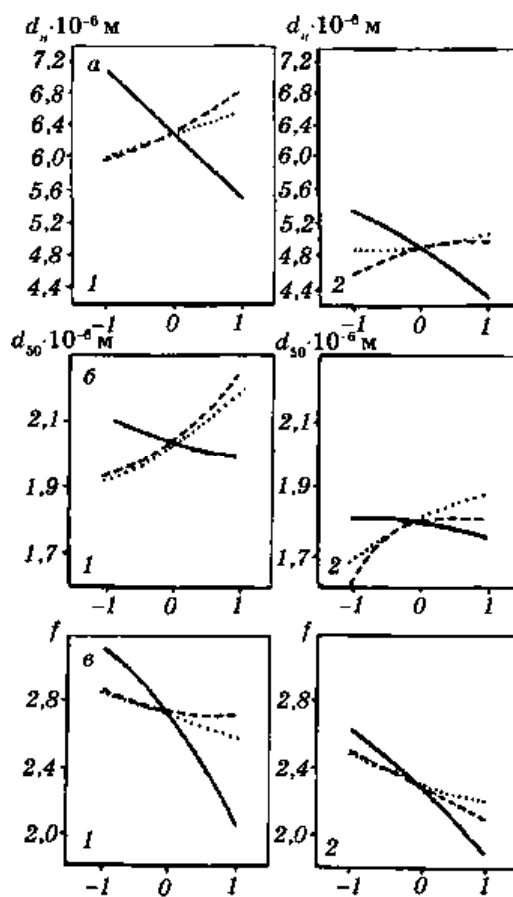 d_н·10⁻⁶ м d_н·10⁻⁶ м
7,2 а 7,2
6,8 6,8
6,4 6,4
6,0 6,0
5,6 5,6
5,2 5,2
4,8 4,8
4,4 1 4,4 2
-1 0 1 -1 0 1
d₅₀·10⁻⁶ м d₅₀·10⁻⁶ м
б
2,1 2,1
1,9 1,9
1,7 1 1,7 2
-1 0 1 -1 0 1
f f
в
2,8 2,8
2,4 2,4
2,0 1 2,0 2
-1 0 1 -1 0 1